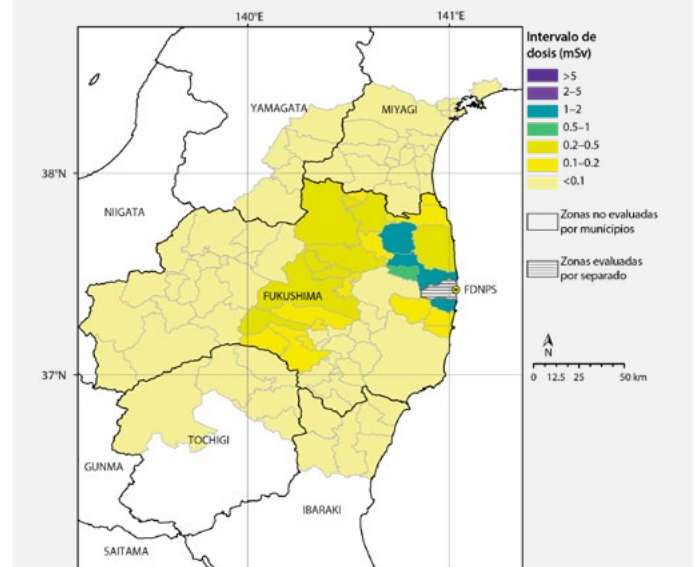 140°E
141°E
Intervalo de
dosis (mSv)
>5
2–5
1–2
0.5–1
0.2–0.5
0.1–0.2
<0.1
Zonas no evaluadas
por municipios
Zonas evaluadas
por separado
YAMAGATA
MIYAGI
38°N
NIIGATA
FUKUSHIMA
FDNPS
N
0 12.5 25 50 km
37°N
TOCHIGI
GUNMA
IBARAKI
SAITAMA